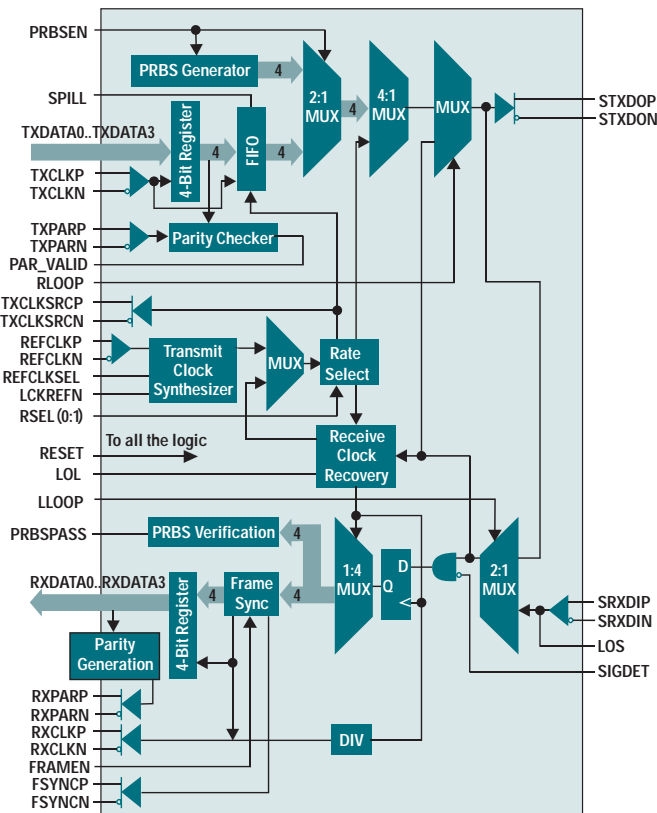 PRBSEN
PRBS Generator
4
2:1
MUX
4
4:1
MUX
MUX
STXDOP
STXDON
SPILL
TXDATA0..TXDATA3
4-Bit Register
4
FIFO
4
TXCLKP
TXCLKN
TXPARP
TXPARN
Parity Checker
PAR_VALID
RLOOP
TXCLKSRCP
TXCLKSRCN
REFCLKP
REFCLKN
REFCLKSEL
LCKREFN
Transmit
Clock
Synthesizer
MUX
Rate
Select
RSEL (0:1)
RESET
To all the logic
LOL
Receive
Clock
Recovery
LLOOP
PRBSPASS
PRBS Verification
4
1:4
MUX
D
Q
2:1
MUX
RXDATA0..RXDATA3
4-Bit Register
4
Frame
Sync
4
SRXDIP
SRXDIN
LOS
SIGDET
Parity
Generation
RXPARP
RXPARN
RXCLKP
RXCLKN
DIV
FRAMEN
FSYNCP
FSYNCN